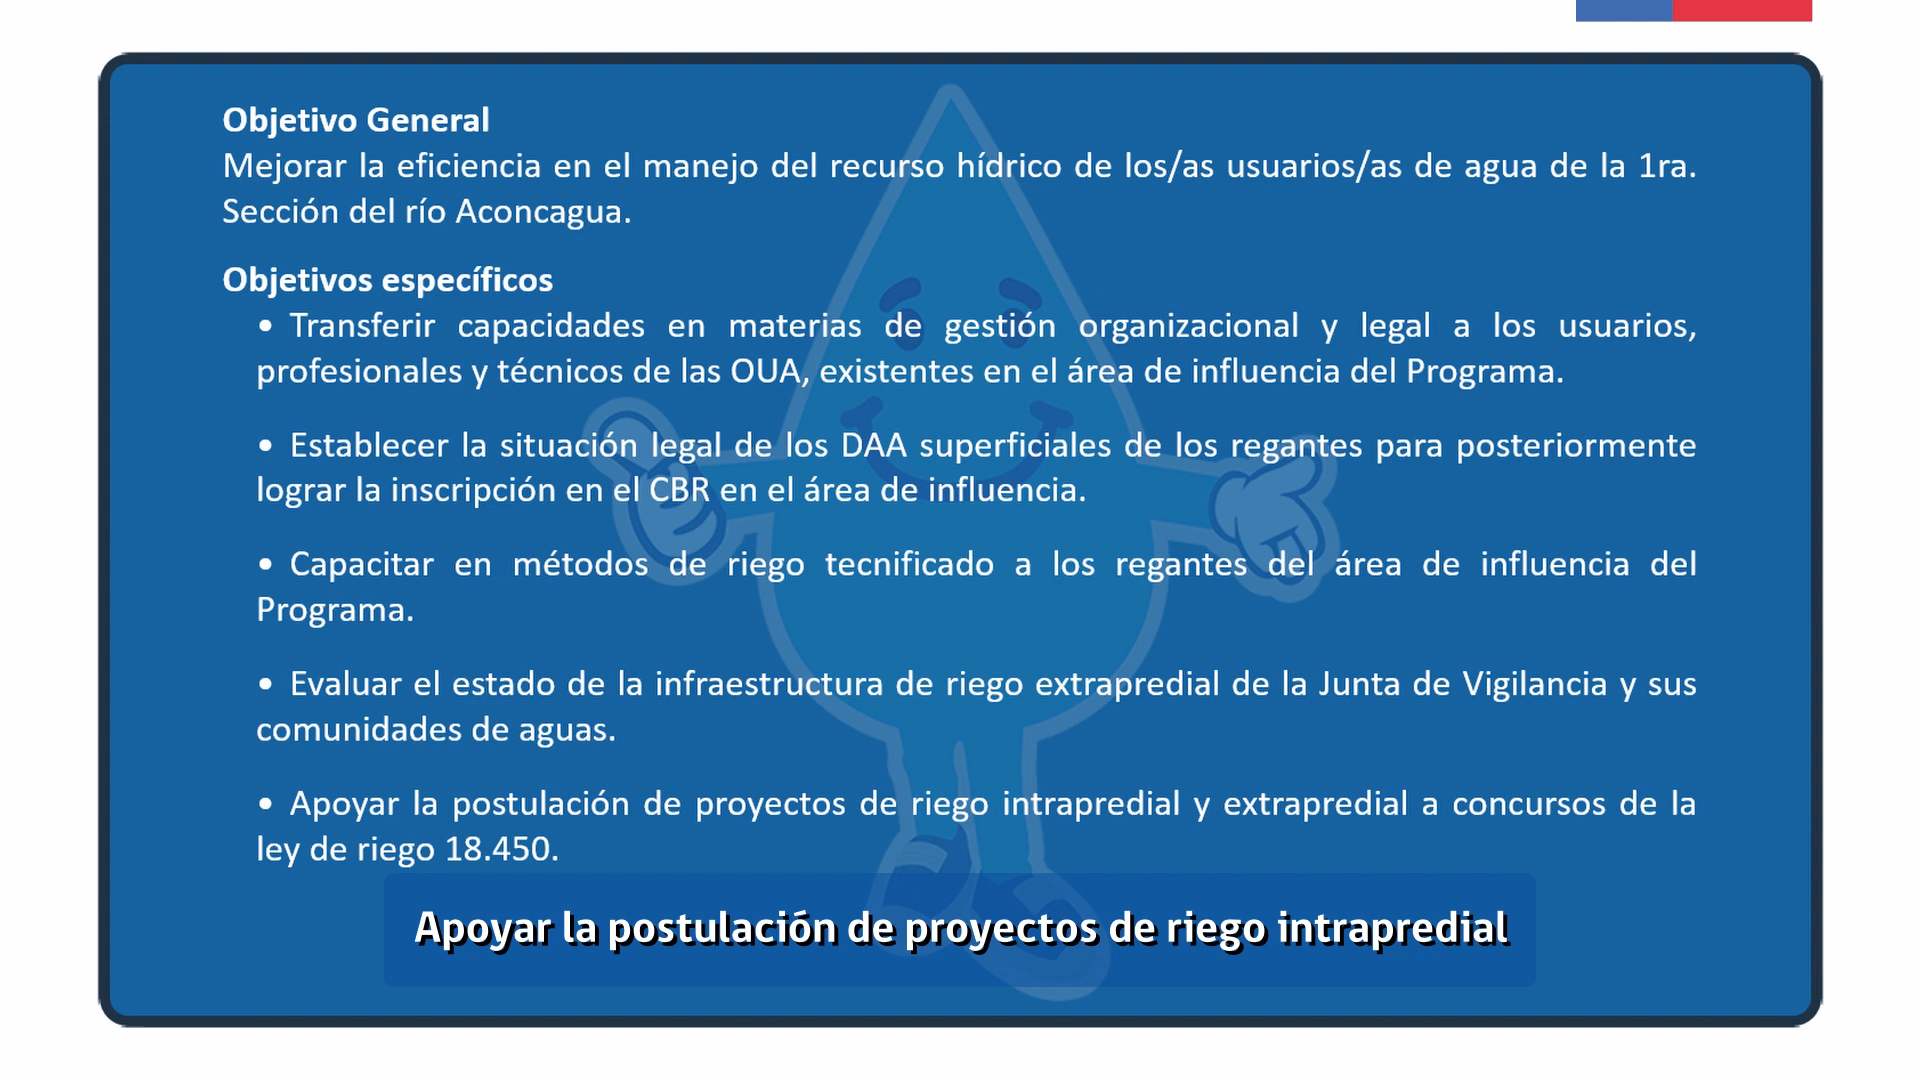 Objetivo General
Mejorar la eficiencia en el manejo del recurso hídrico de los/as usuarios/as de agua de la 1ra.
Sección del río Aconcagua.
Objetivos específicos
• Transferir capacidades en materias de gestión organizacional y legal a los usuarios,
profesionales y técnicos de las OUA, existentes en el área de influencia del Programa.
• Establecer la situación legal de los DAA superficiales de los regantes para posteriormente
lograr la inscripción en el CBR en el área de influencia.
• Capacitar en métodos de riego tecnificado a los regantes del área de influencia del
Programa.
• Evaluar el estado de la infraestructura de riego extrapredial de la Junta de Vigilancia y sus
comunidades de aguas.
• Apoyar la postulación de proyectos de riego intrapredial y extrapredial a concursos de la
ley de riego 18.450.
Apoyar la postulación de proyectos de riego intrapredial